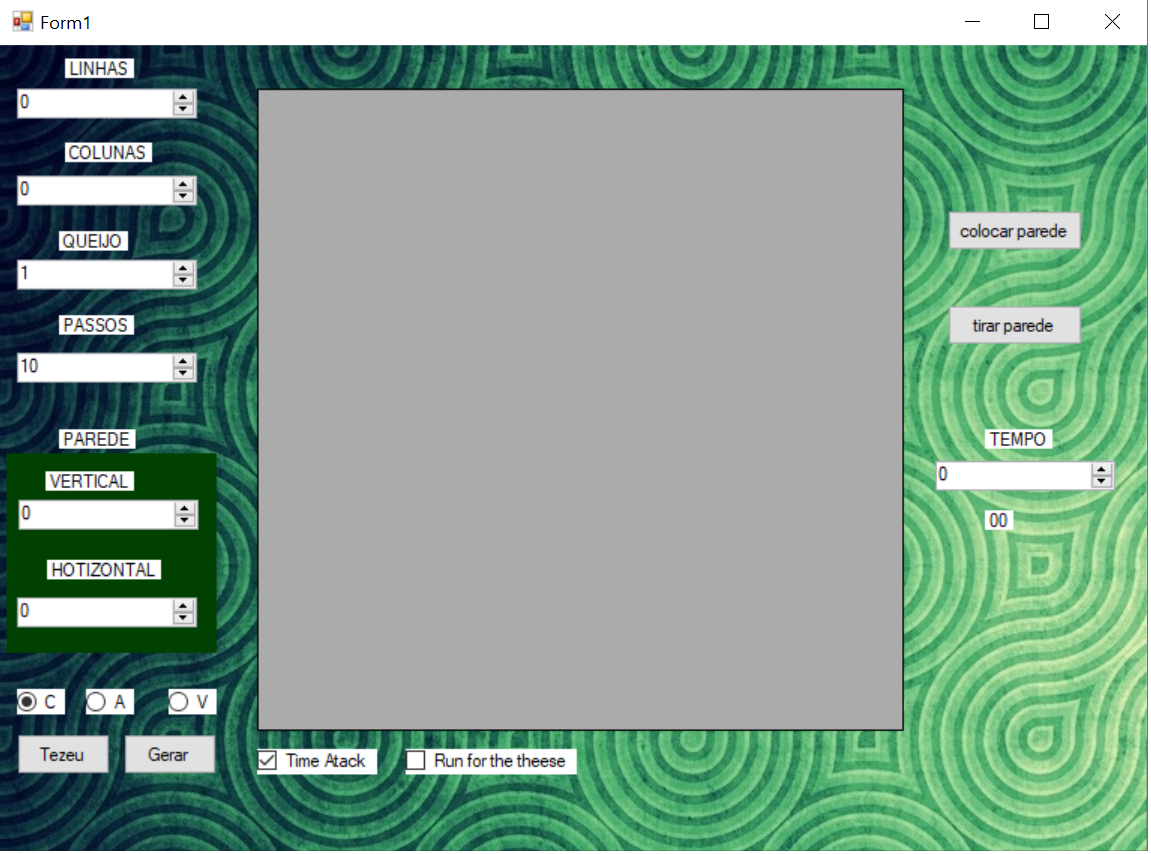 Form1
LINHAS
0
COLUNAS
0
QUEIJO
1
PASSOS
10
PAREDE
VERTICAL
0
HOTIZONTAL
0
C A V
Tezeu Gerar
Time Atack Run for the theese
colocar parede
tirar parede
TEMPO
0
00